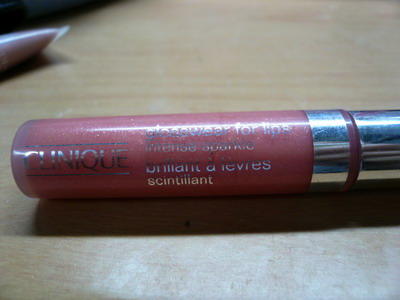 CLINIQUE
glosswear for lips
intense sparkle
brillant à lèvres
scintillant